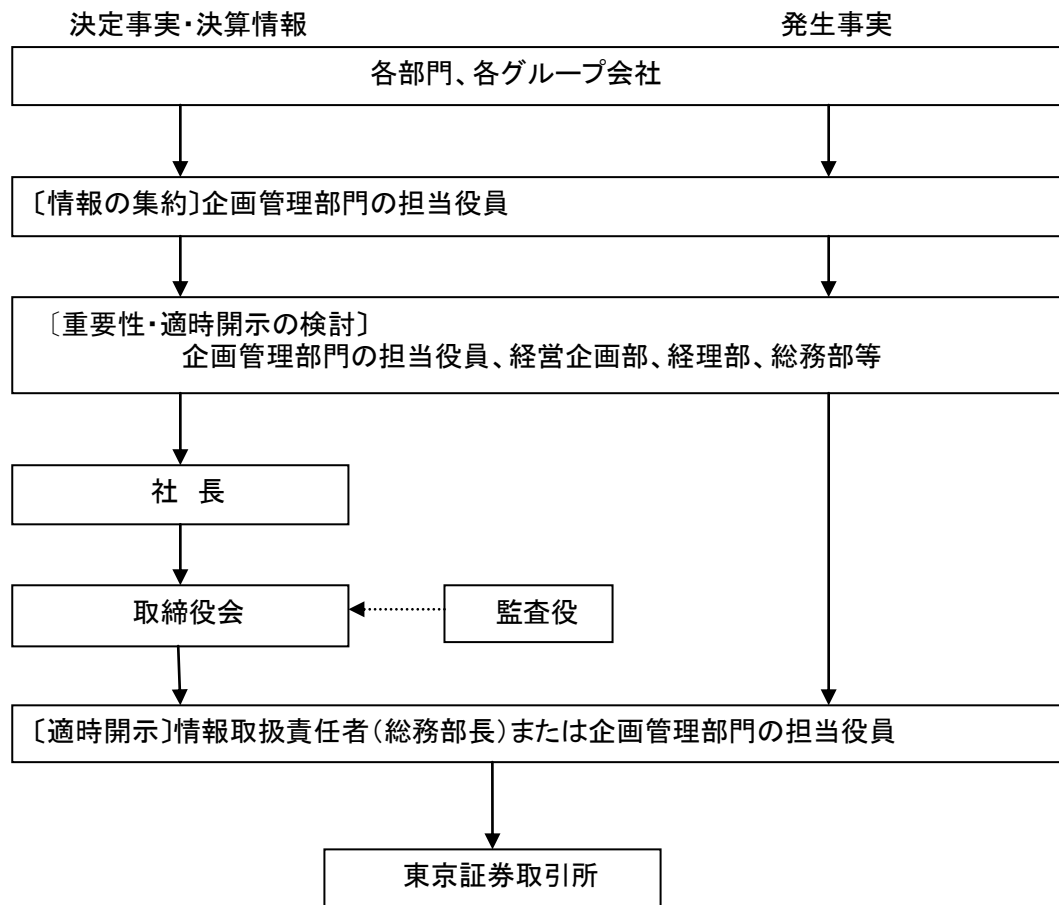 決定事実・決算情報
発生事実
各部門、各グループ会社
〔情報の集約〕企画管理部門の担当役員
〔重要性・適時開示の検討〕
企画管理部門の担当役員、経営企画部、経理部、総務部等
社 長
取締役会
監査役
〔適時開示〕情報取扱責任者(総務部長)または企画管理部門の担当役員
東京証券取引所